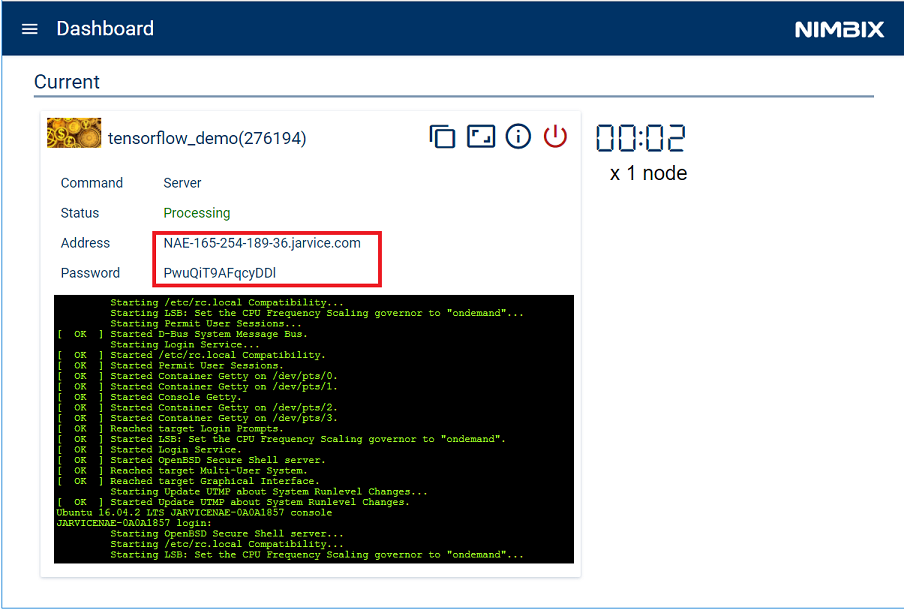 Dashboard
NIMBIX
Current
tensorflow_demo(276194)
00:02
x 1 node
Command Server
Status Processing
Address NAE-165-254-189-36.jarvice.com
Password PwuQiT9AFqcyDDl
Starting /etc/rc.local Compatibility...
Starting LSB: Set the CPU Frequency Scaling governor to "ondemand"...
Starting Permit User Sessions...
[ OK ] Started D-Bus System Message Bus.
Starting Login Service...
[ OK ] Started /etc/rc.local Compatibility.
[ OK ] Started Permit User Sessions.
[ OK ] Started Container Getty on /dev/pts/0.
[ OK ] Started Container Getty on /dev/pts/1.
[ OK ] Started Console Getty.
[ OK ] Started Container Getty on /dev/pts/2.
[ OK ] Started Container Getty on /dev/pts/3.
[ OK ] Reached target Login Prompts.
[ OK ] Started LSB: Set the CPU Frequency Scaling governor to "ondemand".
[ OK ] Started Login Service.
[ OK ] Started OpenBSD Secure Shell server.
[ OK ] Reached target Multi-User System.
[ OK ] Reached target Graphical Interface.
Starting Update UTMP about System Runlevel Changes...
[ OK ] Started Update UTMP about System Runlevel Changes.
Ubuntu 16.04.2 LTS JARVICENAE-0A0A1857 console
JARVICENAE-0A0A1857 login:
Starting OpenBSD Secure Shell server...
Starting /etc/rc.local Compatibility...
Starting LSB: Set the CPU Frequency Scaling governor to "ondemand"...